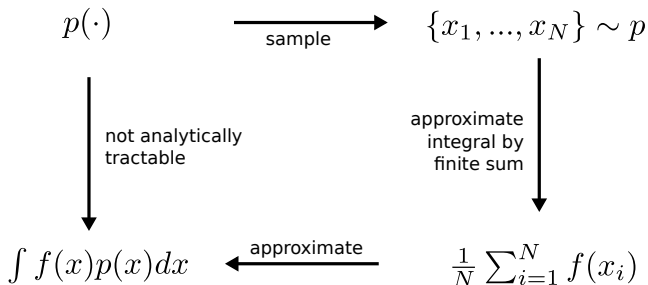 p(·)
sample
{x_1, ..., x_N} ∼ p
not analytically
tractable
approximate
integral by
finite sum
∫ f(x)p(x)dx
approximate
1/N ∑_{i=1}^{N} f(x_i)